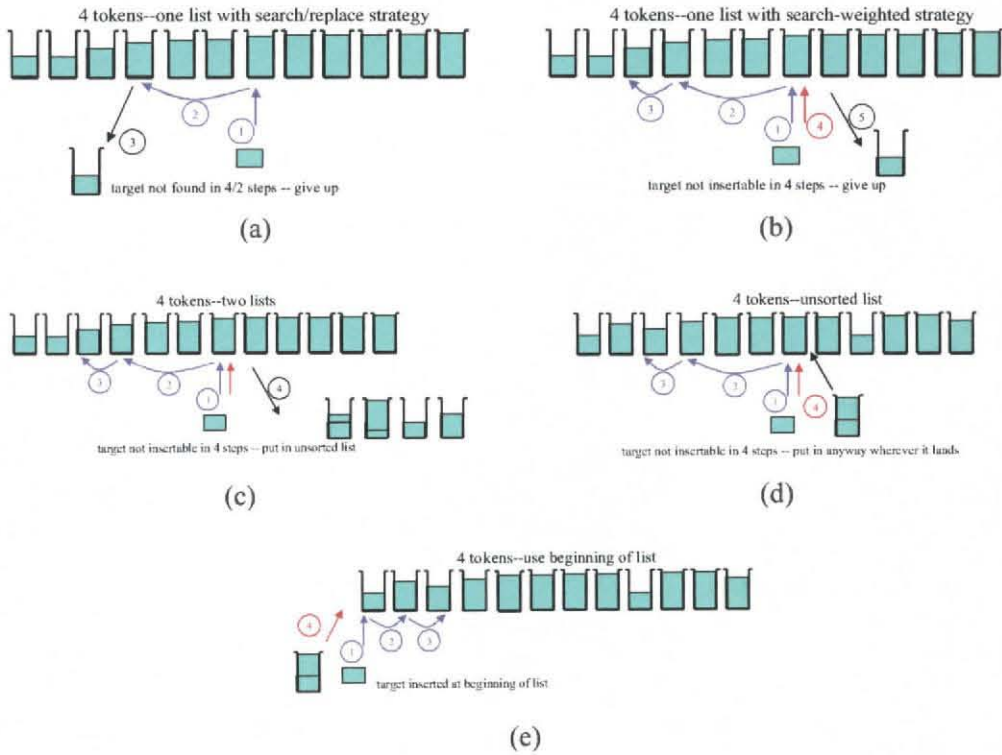 4 tokens--one list with search/replace strategy
3
2
1
target not found in 4/2 steps -- give up
(a)
4 tokens--one list with search-weighted strategy
3
2
1
4
5
target not insertable in 4 steps -- give up
(b)
4 tokens--two lists
3
2
1
4
target not insertable in 4 steps -- put in unsorted list
(c)
4 tokens--unsorted list
3
2
1
4
target not insertable in 4 steps -- put in anyway wherever it lands
(d)
4 tokens--use beginning of list
4
1
2
3
target inserted at beginning of list
(e)